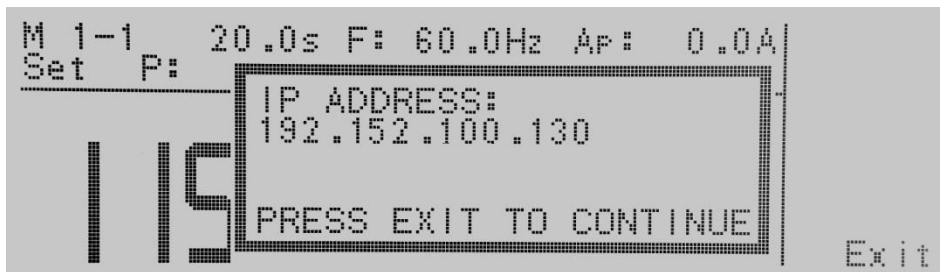 M 1-1 20.0s F: 60.0Hz Ap: 0.0A
Set P:
IP ADDRESS:
192.152.100.130
115
PRESS EXIT TO CONTINUE
Exit